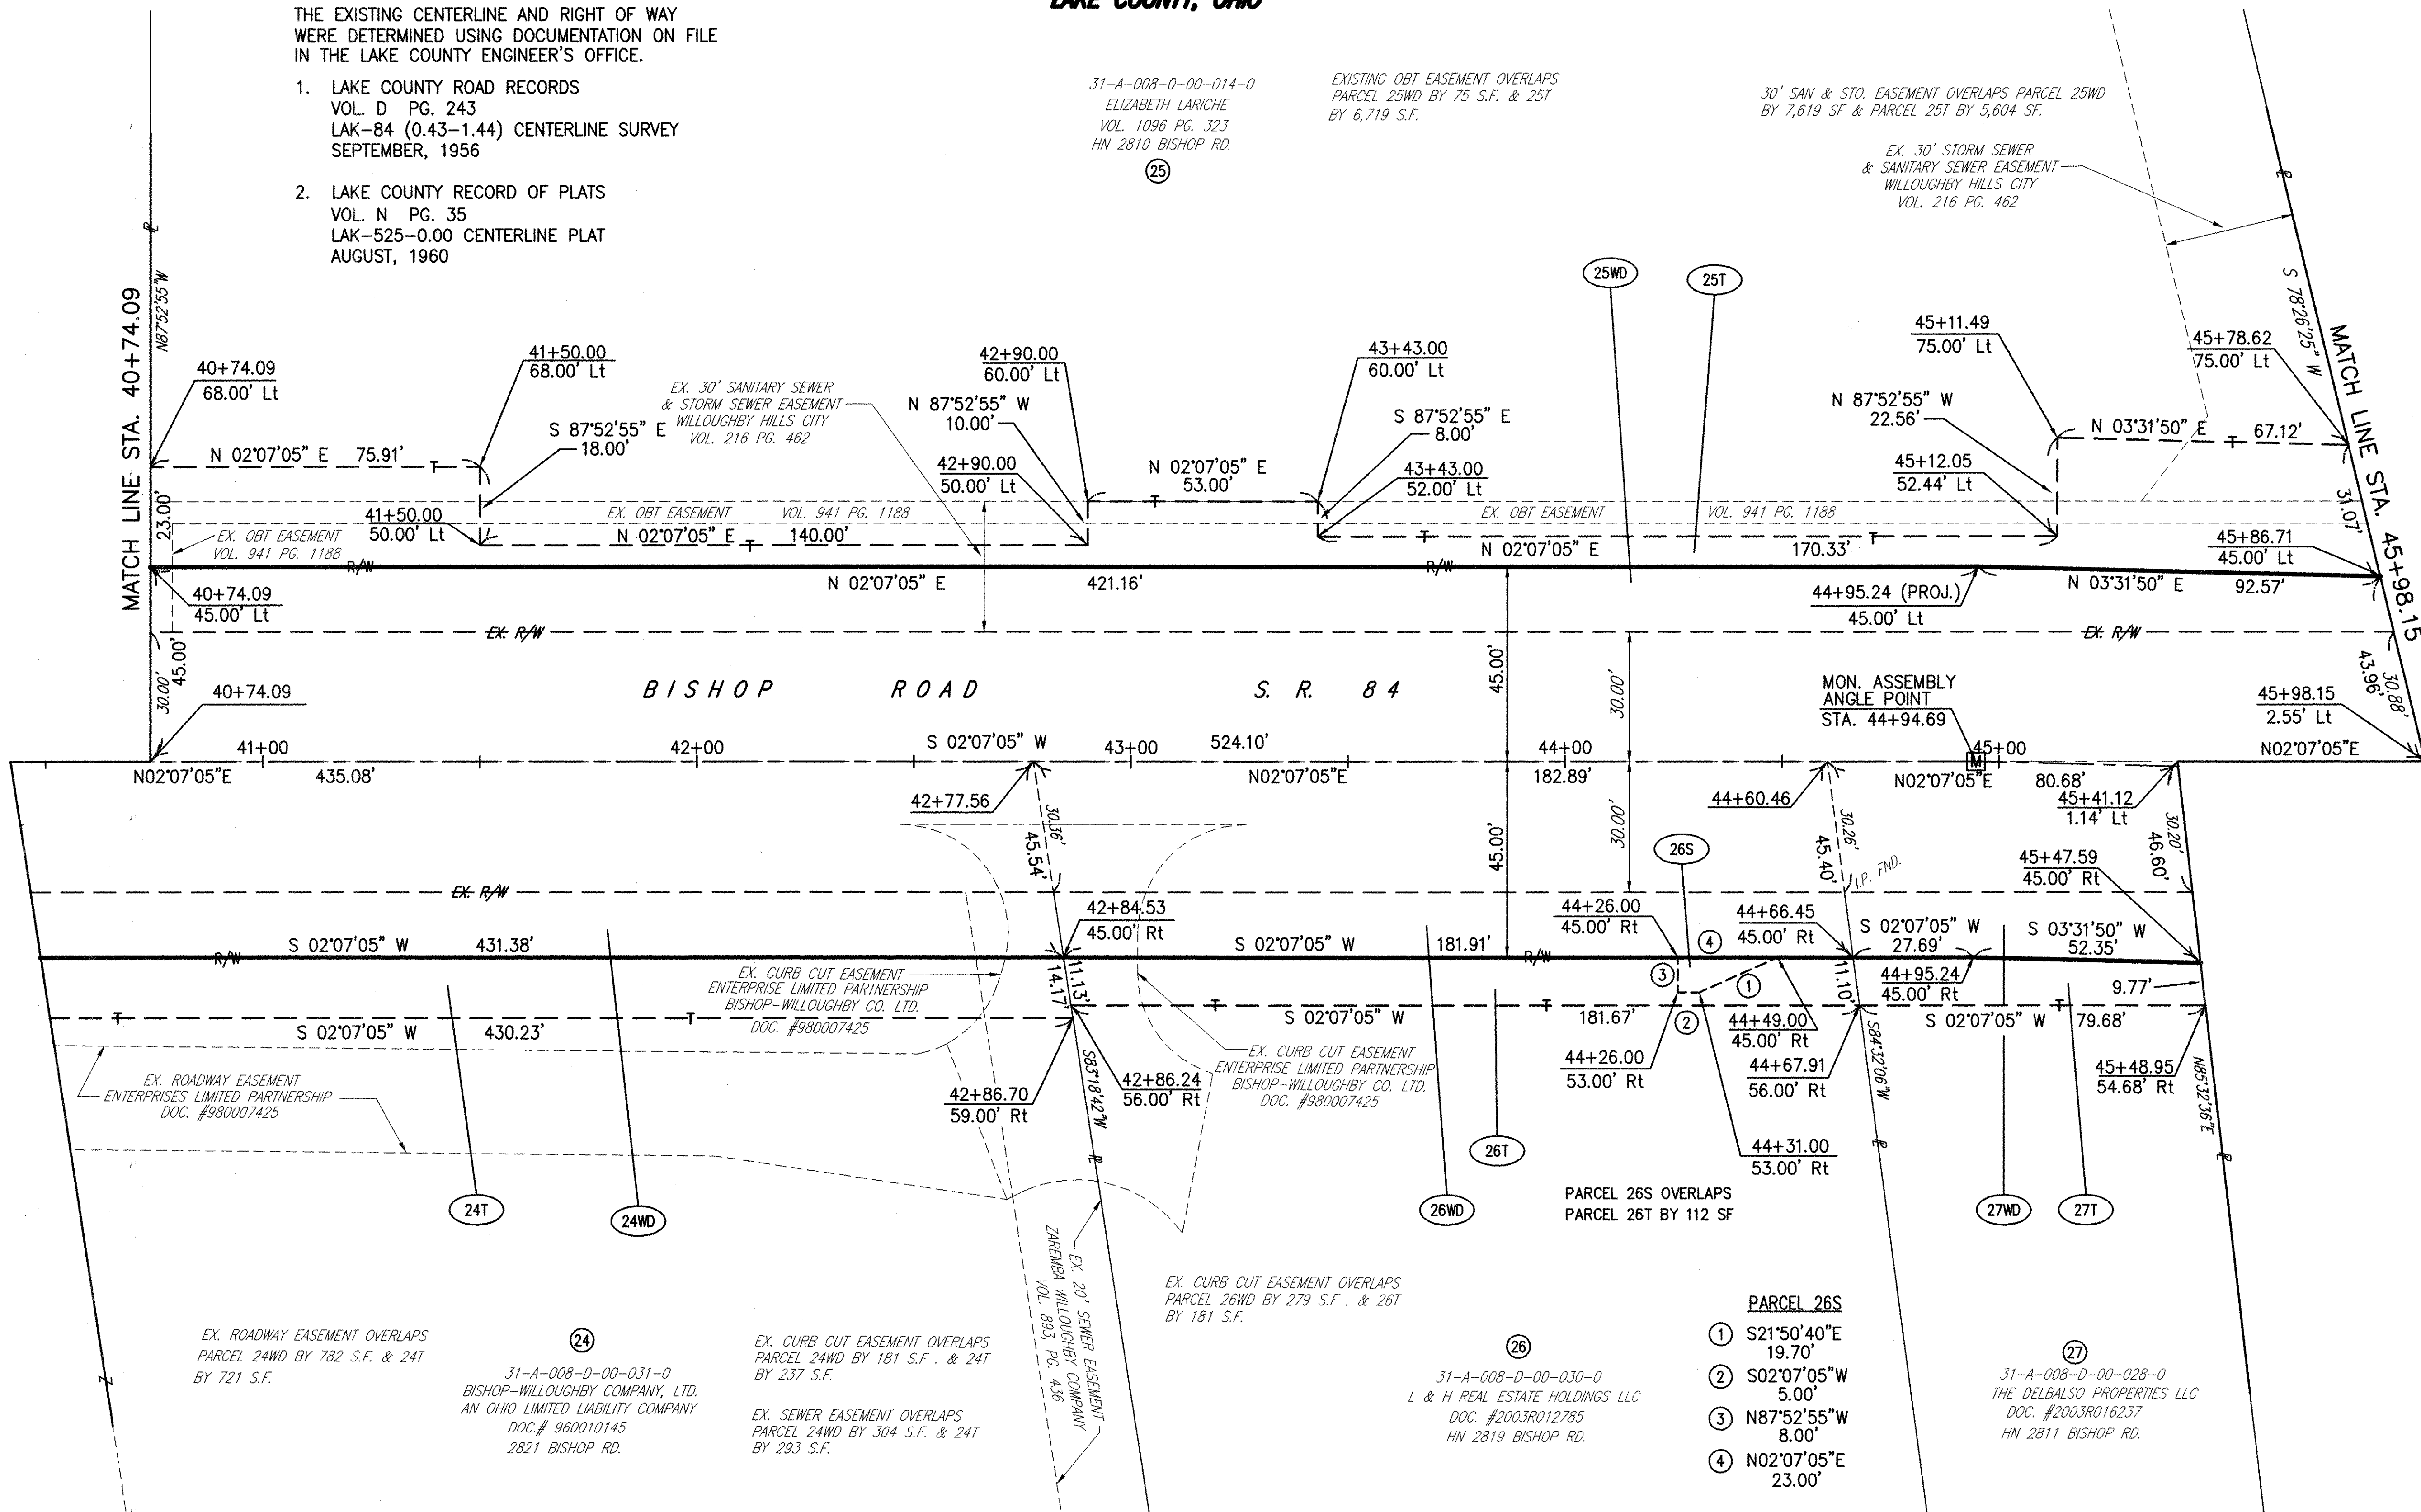 LAKE COUNTY, OHIO
THE EXISTING CENTERLINE AND RIGHT OF WAY
WERE DETERMINED USING DOCUMENTATION ON FILE
IN THE LAKE COUNTY ENGINEER'S OFFICE.
1. LAKE COUNTY ROAD RECORDS
VOL. D PG. 243
LAK-84 (0.43-1.44) CENTERLINE SURVEY
SEPTEMBER, 1956
2. LAKE COUNTY RECORD OF PLATS
VOL. N PG. 35
LAK-525-0.00 CENTERLINE PLAT
AUGUST, 1960
31-A-008-0-00-014-0
ELIZABETH LARICHE
VOL. 1096 PG. 323
HN 2810 BISHOP RD.
25
EXISTING OBT EASEMENT OVERLAPS
PARCEL 25WD BY 75 S.F. & 25T
BY 6,719 S.F.
30' SAN & STO. EASEMENT OVERLAPS PARCEL 25WD
BY 7,619 SF & PARCEL 25T BY 5,604 SF.
EX. 30' STORM SEWER
& SANITARY SEWER EASEMENT
WILLOUGHBY HILLS CITY
VOL. 216 PG. 462
PL
PL
N87°52'55"W
MATCH LINE STA. 40+74.09
S 78°26'25" W
MATCH LINE STA. 45+98.15
25WD
25T
40+74.09
68.00' Lt
41+50.00
68.00' Lt
EX. 30' SANITARY SEWER
& STORM SEWER EASEMENT
WILLOUGHBY HILLS CITY
VOL. 216 PG. 462
42+90.00
60.00' Lt
N 87°52'55" W
10.00'
43+43.00
60.00' Lt
S 87°52'55" E
8.00'
45+11.49
75.00' Lt
N 87°52'55" W
22.56'
45+78.62
75.00' Lt
N 03°31'50" E 67.12'
T
N 02°07'05" E 75.91'
T
S 87°52'55" E
18.00'
42+90.00
50.00' Lt
N 02°07'05" E
53.00'
T
43+43.00
52.00' Lt
45+12.05
52.44' Lt
31.07'
23.00'
EX. OBT EASEMENT
VOL. 941 PG. 1188
41+50.00
50.00' Lt
EX. OBT EASEMENT VOL. 941 PG. 1188
N 02°07'05" E 140.00'
T
EX. OBT EASEMENT VOL. 941 PG. 1188
T
T
N 02°07'05" E 170.33'
45+86.71
45.00' Lt
R/W
R/W
N 02°07'05" E 421.16'
40+74.09
45.00' Lt
44+95.24 (PROJ.)
45.00' Lt
N 03°31'50" E 92.57'
EX. R/W
EX. R/W
45.00'
30.00'
43.96'
30.88'
40+74.09
BISHOP ROAD S. R. 84
45.00'
30.00'
MON. ASSEMBLY
ANGLE POINT
STA. 44+94.69
45+98.15
2.55' Lt
41+00
42+00
S 02°07'05" W
43+00
524.10'
44+00
45+00
M
N02°07'05"E
N02°07'05"E 435.08'
N02°07'05"E 182.89'
N02°07'05"E 80.68'
42+77.56
44+60.46
45+41.12
1.14' Lt
30.36'
45.54'
45.00'
30.00'
26S
30.26'
45.40'
I.P. FND.
30.20'
46.60'
45+47.59
45.00' Rt
EX. R/W
42+84.53
45.00' Rt
44+26.00
45.00' Rt
44+66.45
45.00' Rt
S 02°07'05" W
27.69'
S 03°31'50" W
52.35'
4
S 02°07'05" W 431.38'
R/W
S 02°07'05" W 181.91'
R/W
EX. CURB CUT EASEMENT
ENTERPRISE LIMITED PARTNERSHIP
BISHOP-WILLOUGHBY CO. LTD.
DOC. #980007425
14.17'
11.13'
3
1
11.10'
44+95.24
45.00' Rt
9.77'
T
T
T
T
T
S 02°07'05" W 430.23'
S 02°07'05" W 181.67'
2
44+49.00
45.00' Rt
S 02°07'05" W 79.68'
EX. ROADWAY EASEMENT
ENTERPRISES LIMITED PARTNERSHIP
DOC. #980007425
42+86.70
59.00' Rt
S83°18'42"W
42+86.24
56.00' Rt
EX. CURB CUT EASEMENT
ENTERPRISE LIMITED PARTNERSHIP
BISHOP-WILLOUGHBY CO. LTD.
DOC. #980007425
44+26.00
53.00' Rt
44+67.91
56.00' Rt
S84°32'06"W
45+48.95
54.68' Rt
N85°32'36"E
PL
PL
PL
44+31.00
53.00' Rt
24T
24WD
26WD
26T
27WD
27T
PARCEL 26S OVERLAPS
PARCEL 26T BY 112 SF
EX. 20' SEWER EASEMENT
ZAREMBA WILLOUGHBY COMPANY
VOL. 893, PG. 436
EX. CURB CUT EASEMENT OVERLAPS
PARCEL 26WD BY 279 S.F . & 26T
BY 181 S.F.
EX. ROADWAY EASEMENT OVERLAPS
PARCEL 24WD BY 782 S.F. & 24T
BY 721 S.F.
24
31-A-008-D-00-031-0
BISHOP-WILLOUGHBY COMPANY, LTD.
AN OHIO LIMITED LIABILITY COMPANY
DOC.# 960010145
2821 BISHOP RD.
EX. CURB CUT EASEMENT OVERLAPS
PARCEL 24WD BY 181 S.F . & 24T
BY 237 S.F.
EX. SEWER EASEMENT OVERLAPS
PARCEL 24WD BY 304 S.F. & 24T
BY 293 S.F.
26
31-A-008-D-00-030-0
L & H REAL ESTATE HOLDINGS LLC
DOC. #2003R012785
HN 2819 BISHOP RD.
PARCEL 26S
1 S21°50'40"E
19.70'
2 S02°07'05"W
5.00'
3 N87°52'55"W
8.00'
4 N02°07'05"E
23.00'
27
31-A-008-D-00-028-0
THE DELBALSO PROPERTIES LLC
DOC. #2003R016237
HN 2811 BISHOP RD.